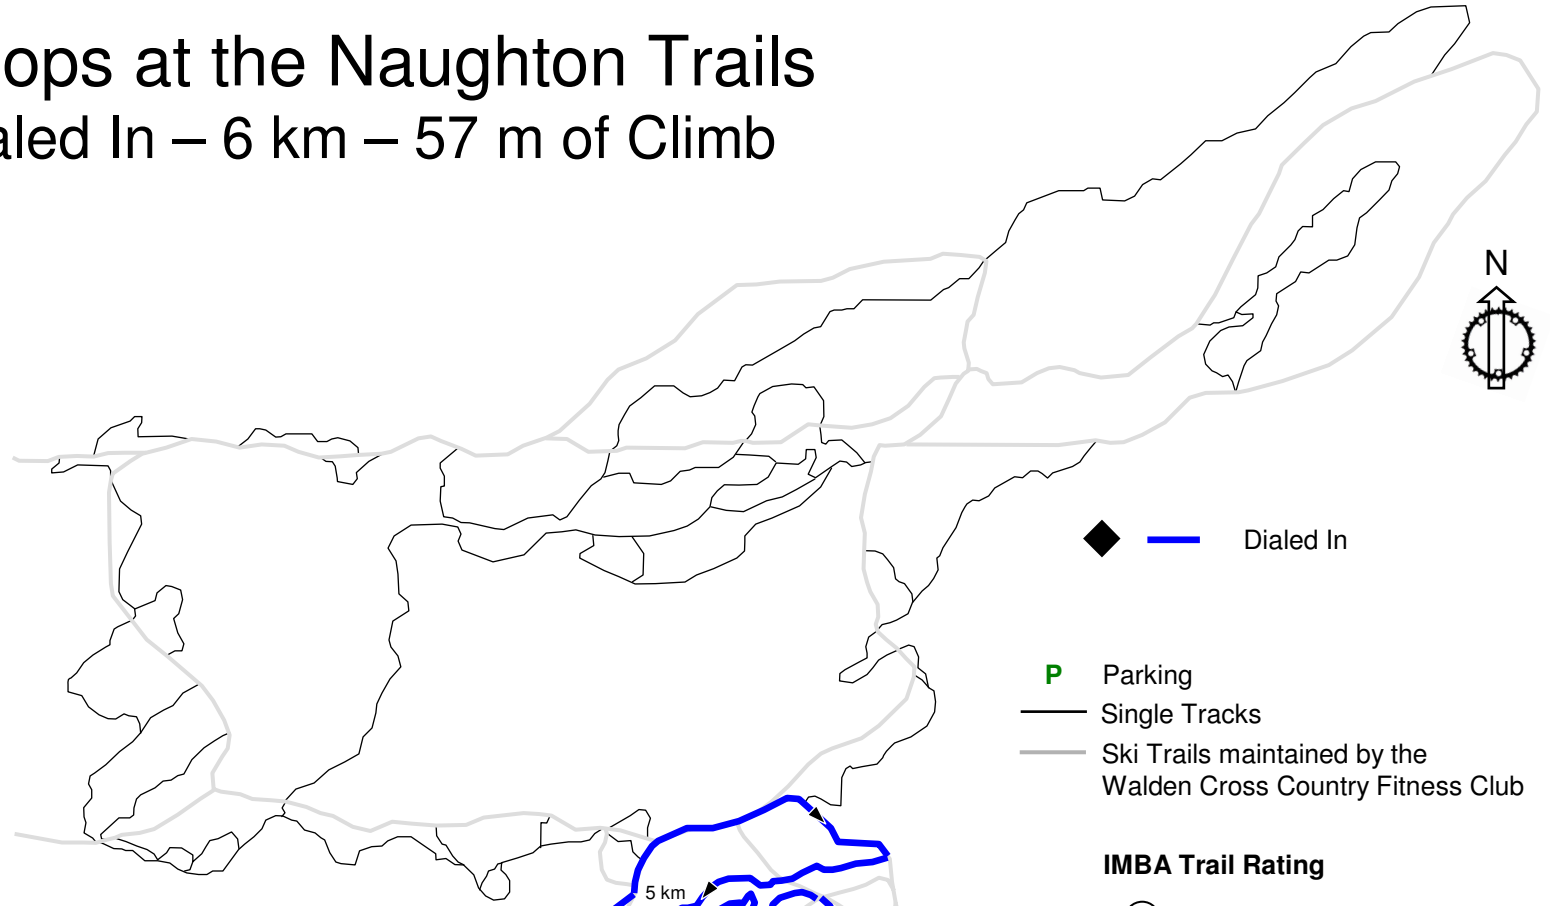 ops at the Naughton Trails
aled In – 6 km – 57 m of Climb
N
Dialed In
P Parking
Single Tracks
Ski Trails maintained by the
Walden Cross Country Fitness Club
IMBA Trail Rating
5 km